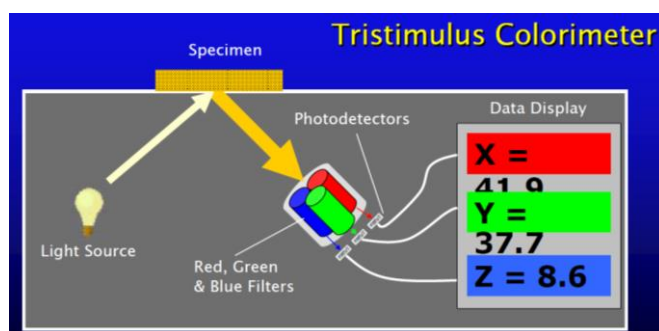 Tristimulus Colorimeter
Specimen
Data Display
Photodetectors
X =
41.9
Y =
37.7
Z = 8.6
Light Source
Red, Green
& Blue Filters